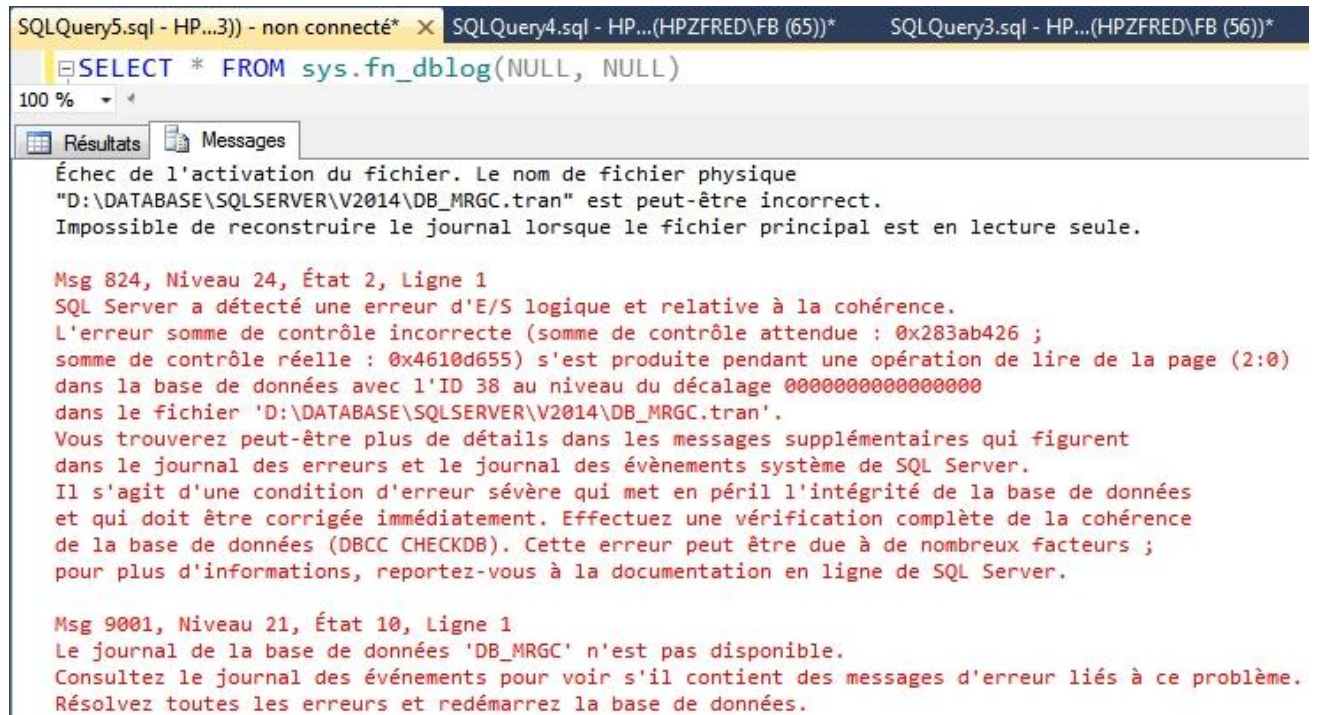 SQLQuery5.sql - HP...3)) - non connecté* × SQLQuery4.sql - HP...(HPZFRED\FB (65))* SQLQuery3.sql - HP...(HPZFRED\FB (56))*
SELECT * FROM sys.fn_dblog(NULL, NULL)
100 %
Résultats Messages
Échec de l'activation du fichier. Le nom de fichier physique
"D:\DATABASE\SQLSERVER\V2014\DB_MRGC.tran" est peut-être incorrect.
Impossible de reconstruire le journal lorsque le fichier principal est en lecture seule.
Msg 824, Niveau 24, État 2, Ligne 1
SQL Server a détecté une erreur d'E/S logique et relative à la cohérence.
L'erreur somme de contrôle incorrecte (somme de contrôle attendue : 0x283ab426 ;
somme de contrôle réelle : 0x4610d655) s'est produite pendant une opération de lire de la page (2:0)
dans la base de données avec l'ID 38 au niveau du décalage 0000000000000000
dans le fichier 'D:\DATABASE\SQLSERVER\V2014\DB_MRGC.tran'.
Vous trouverez peut-être plus de détails dans les messages supplémentaires qui figurent
dans le journal des erreurs et le journal des évènements système de SQL Server.
Il s'agit d'une condition d'erreur sévère qui met en péril l'intégrité de la base de données
et qui doit être corrigée immédiatement. Effectuez une vérification complète de la cohérence
de la base de données (DBCC CHECKDB). Cette erreur peut être due à de nombreux facteurs ;
pour plus d'informations, reportez-vous à la documentation en ligne de SQL Server.
Msg 9001, Niveau 21, État 10, Ligne 1
Le journal de la base de données 'DB_MRGC' n'est pas disponible.
Consultez le journal des événements pour voir s'il contient des messages d'erreur liés à ce problème.
Résolvez toutes les erreurs et redémarrez la base de données.